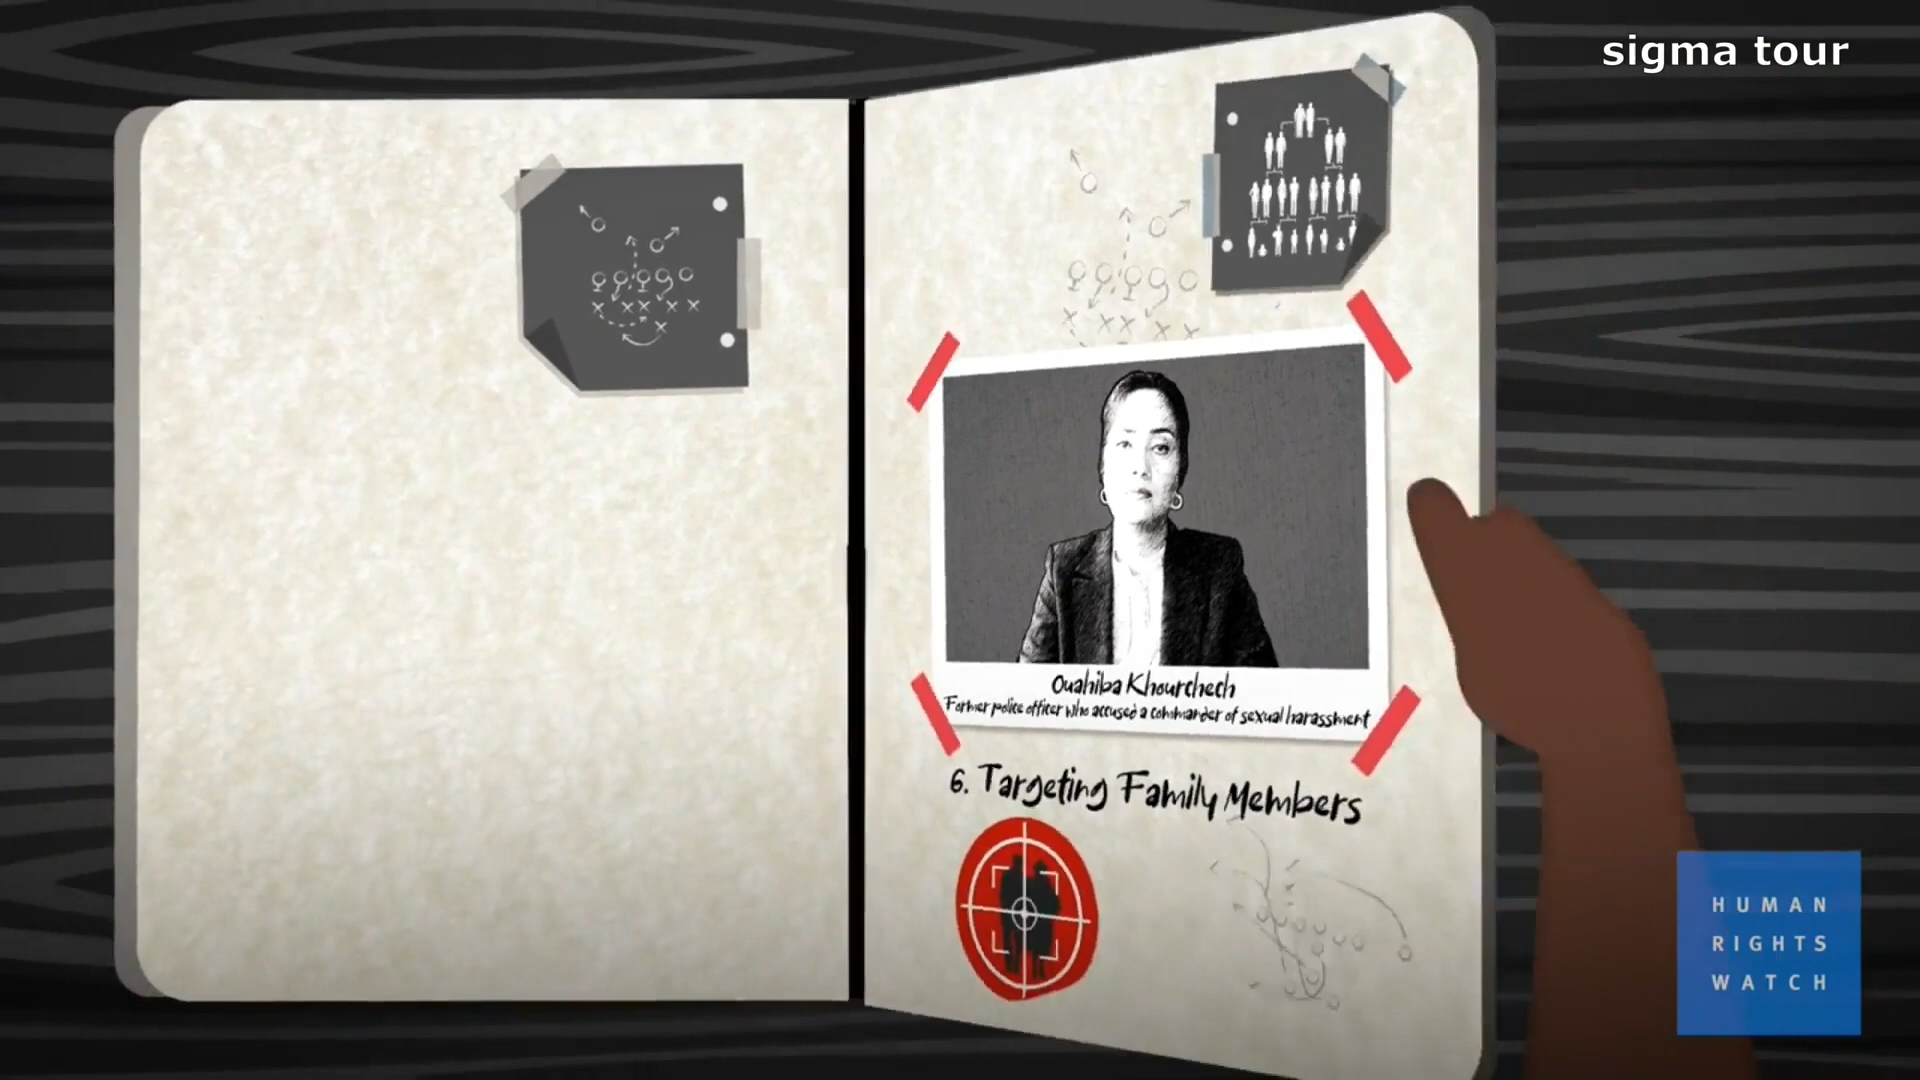 sigma tour
Ouahiba Khourchech
Former police officer who accused a commander of sexual harassment
6. Targeting Family Members
HUMAN
RIGHTS
WATCH